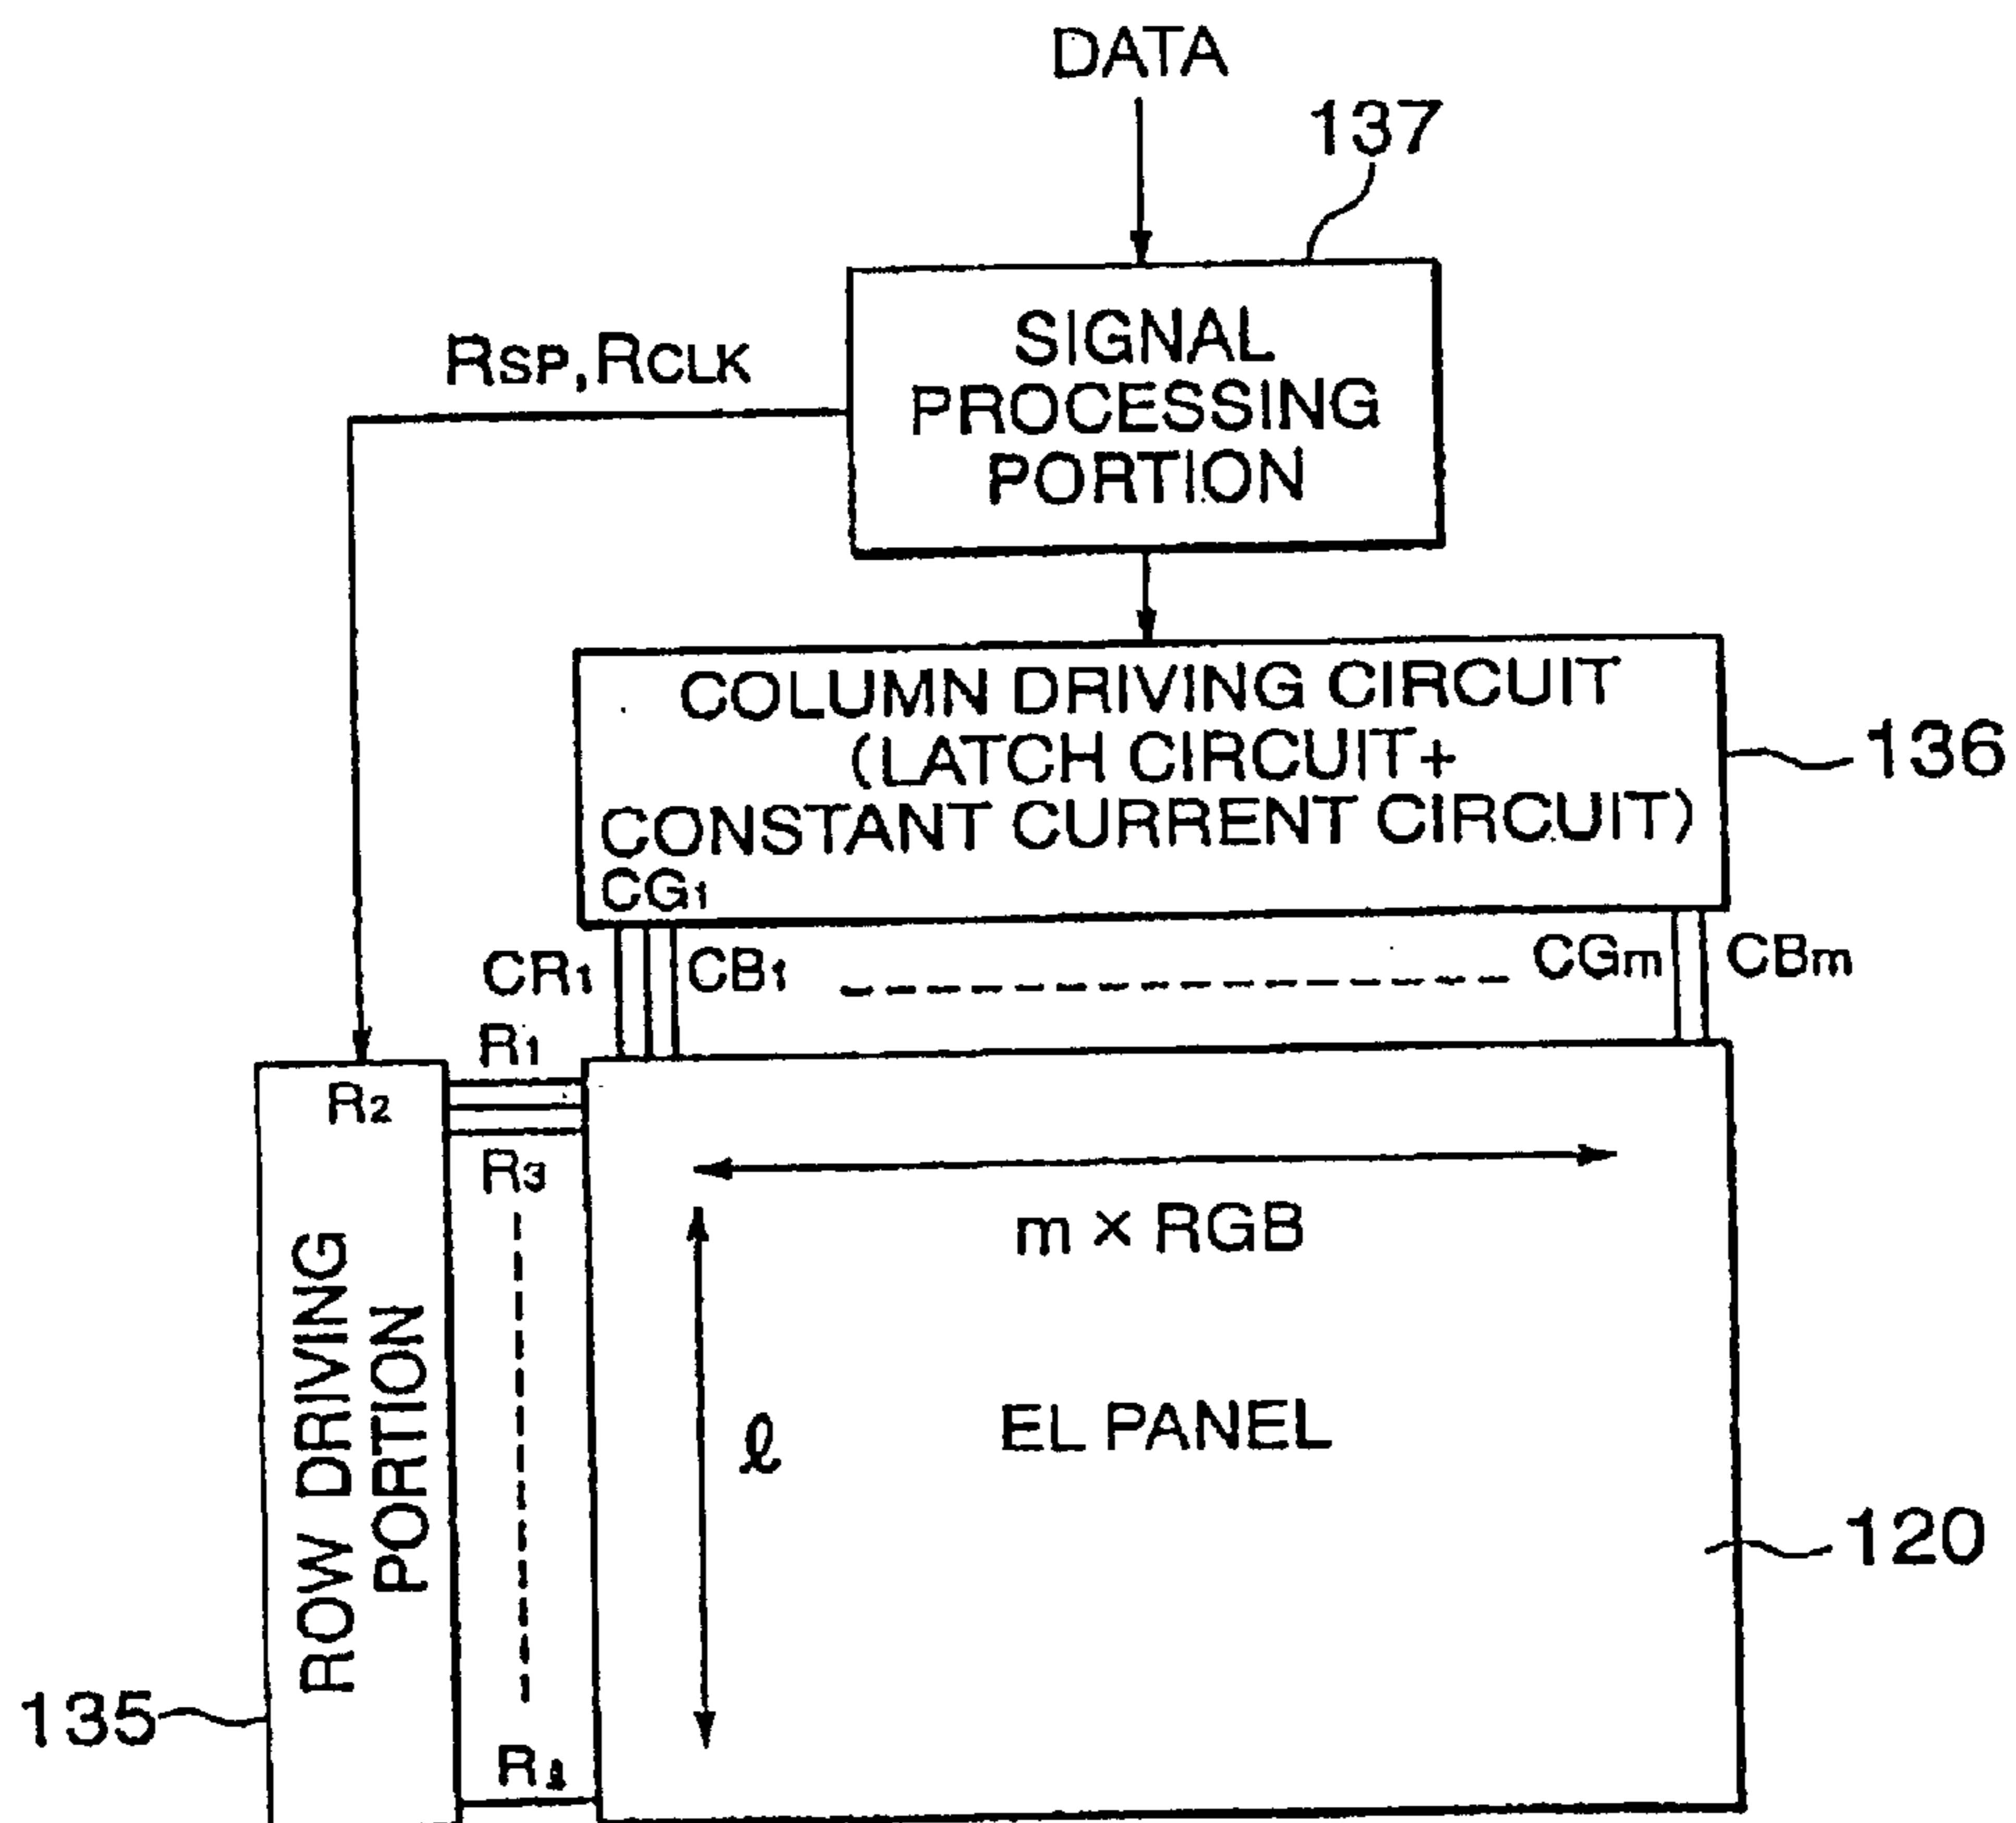 DATA
137
SIGNAL
PROCESSING
PORTION
RSP,RCLK
COLUMN DRIVING CIRCUIT
(LATCH CIRCUIT+
CONSTANT CURRENT CIRCUIT)
136
CG1
CR1
CB1
CGm
CBm
R1
R2
R3
m × RGB
ℓ
EL PANEL
ROW DRIVING
PORTION
120
135